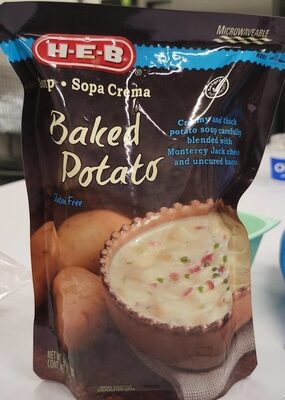 MICROWAVEABLE
H-E-B
Soup • Sopa Crema
Baked
Potato
Creamy and thick
potato soup carefully
blended with
Monterey Jack cheese
and uncured bacon
Gluten Free
NET